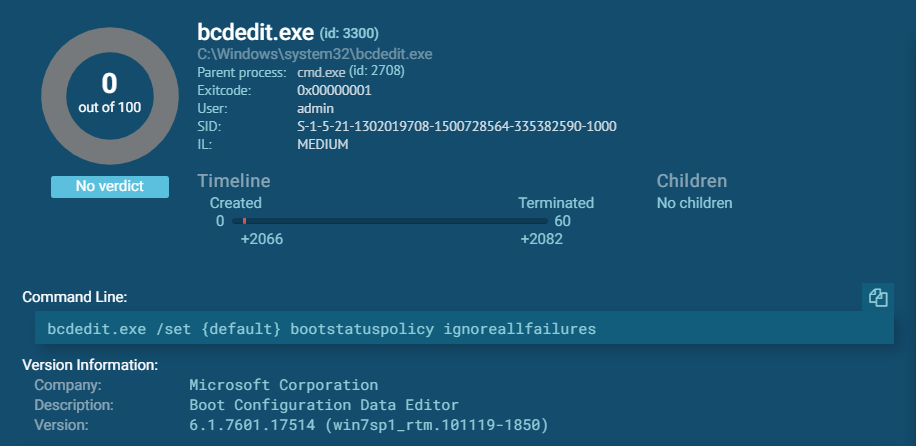 bcdedit.exe (id: 3300)
C:\Windows\system32\bcdedit.exe
Parent process: cmd.exe (id: 2708)
Exitcode: 0x00000001
User: admin
SID: S-1-5-21-1302019708-1500728564-335382590-1000
IL: MEDIUM
0
out of 100
No verdict
Timeline
Created Terminated
0 60
+2066 +2082
Children
No children
Command Line:
bcdedit.exe /set {default} bootstatuspolicy ignoreallfailures
Version Information:
Company: Microsoft Corporation
Description: Boot Configuration Data Editor
Version: 6.1.7601.17514 (win7sp1_rtm.101119-1850)